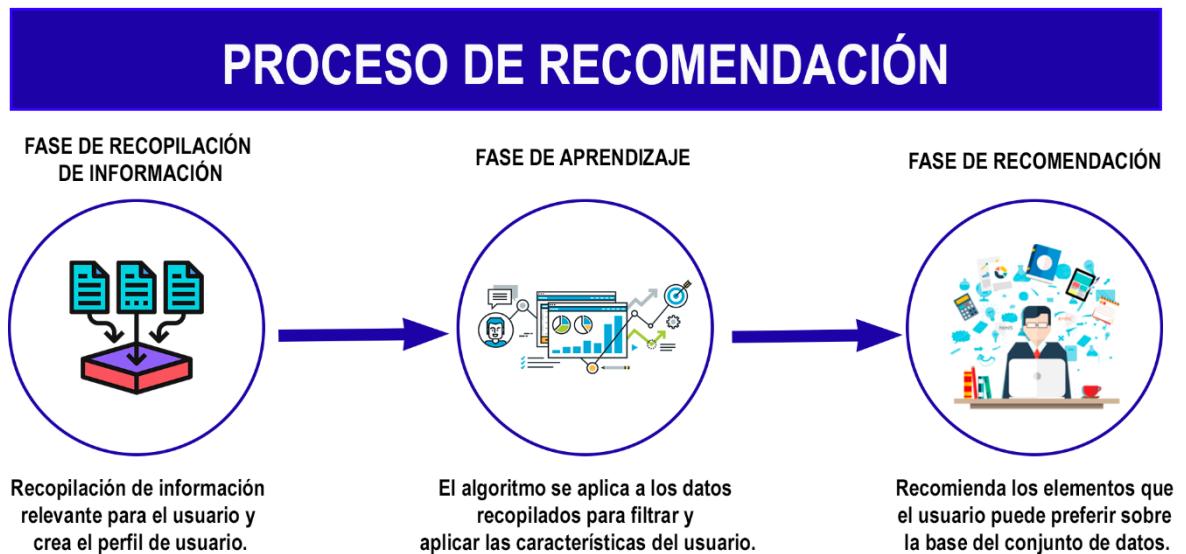 PROCESO DE RECOMENDACIÓN
FASE DE RECOPILACIÓN
DE INFORMACIÓN
Recopilación de información
relevante para el usuario y
crea el perfil de usuario.
FASE DE APRENDIZAJE
El algoritmo se aplica a los datos
recopilados para filtrar y
aplicar las características del usuario.
FASE DE RECOMENDACIÓN
Recomienda los elementos que
el usuario puede preferir sobre
la base del conjunto de datos.